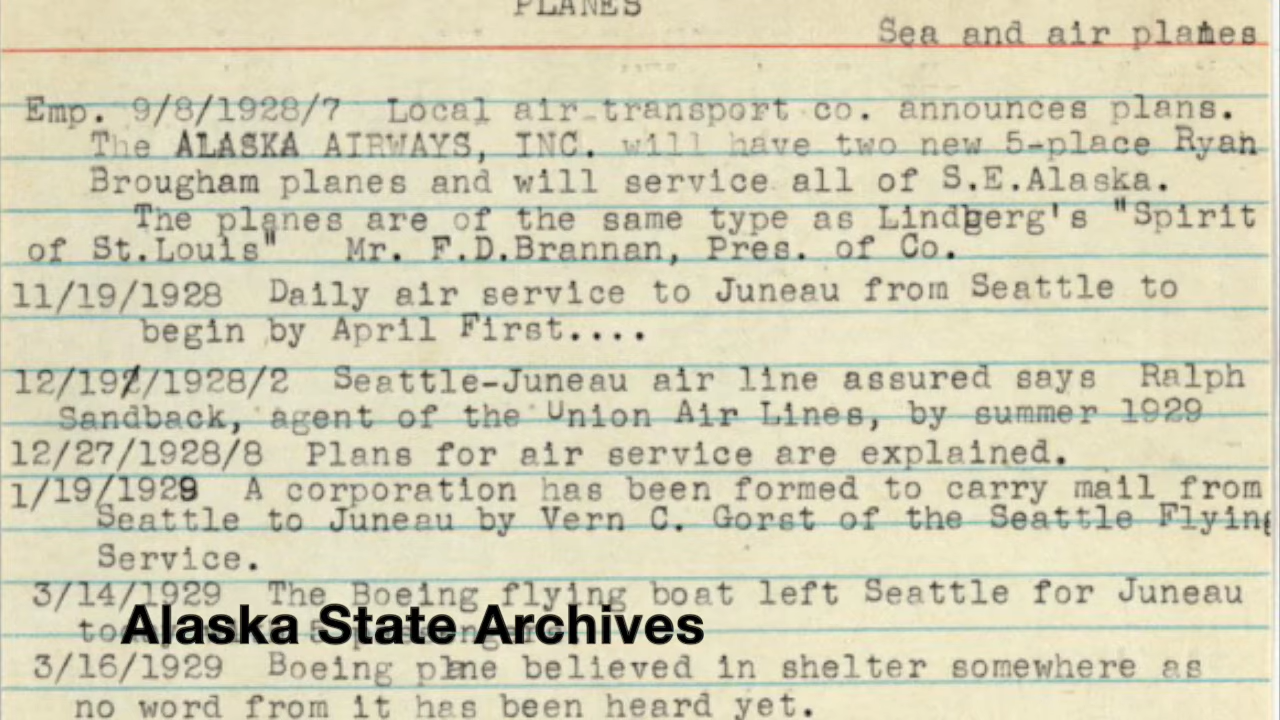 PLANES
Sea and air planes
Emp. 9/8/1928/7 Local air transport co. announces plans.
The ALASKA AIRWAYS, INC. will have two new 5-place Ryan
Brougham planes and will service all of S.E.Alaska.
The planes are of the same type as Lindberg's "Spirit
of St.Louis" Mr. F.D.Brannan, Pres. of Co.
11/19/1928 Daily air service to Juneau from Seattle to
begin by April First....
12/192/1928/2 Seattle-Juneau air line assured says Ralph
Sandback, agent of the Union Air Lines, by summer 1929
12/27/1928/8 Plans for air service are explained.
1/19/1929 A corporation has been formed to carry mail from
Seattle to Juneau by Vern C. Gorst of the Seattle Flying
Service.
3/14/1929 The Boeing flying boat left Seattle for Juneau
Alaska State Archives
3/16/1929 Boeing plane believed in shelter somewhere as
no word from it has been heard yet.